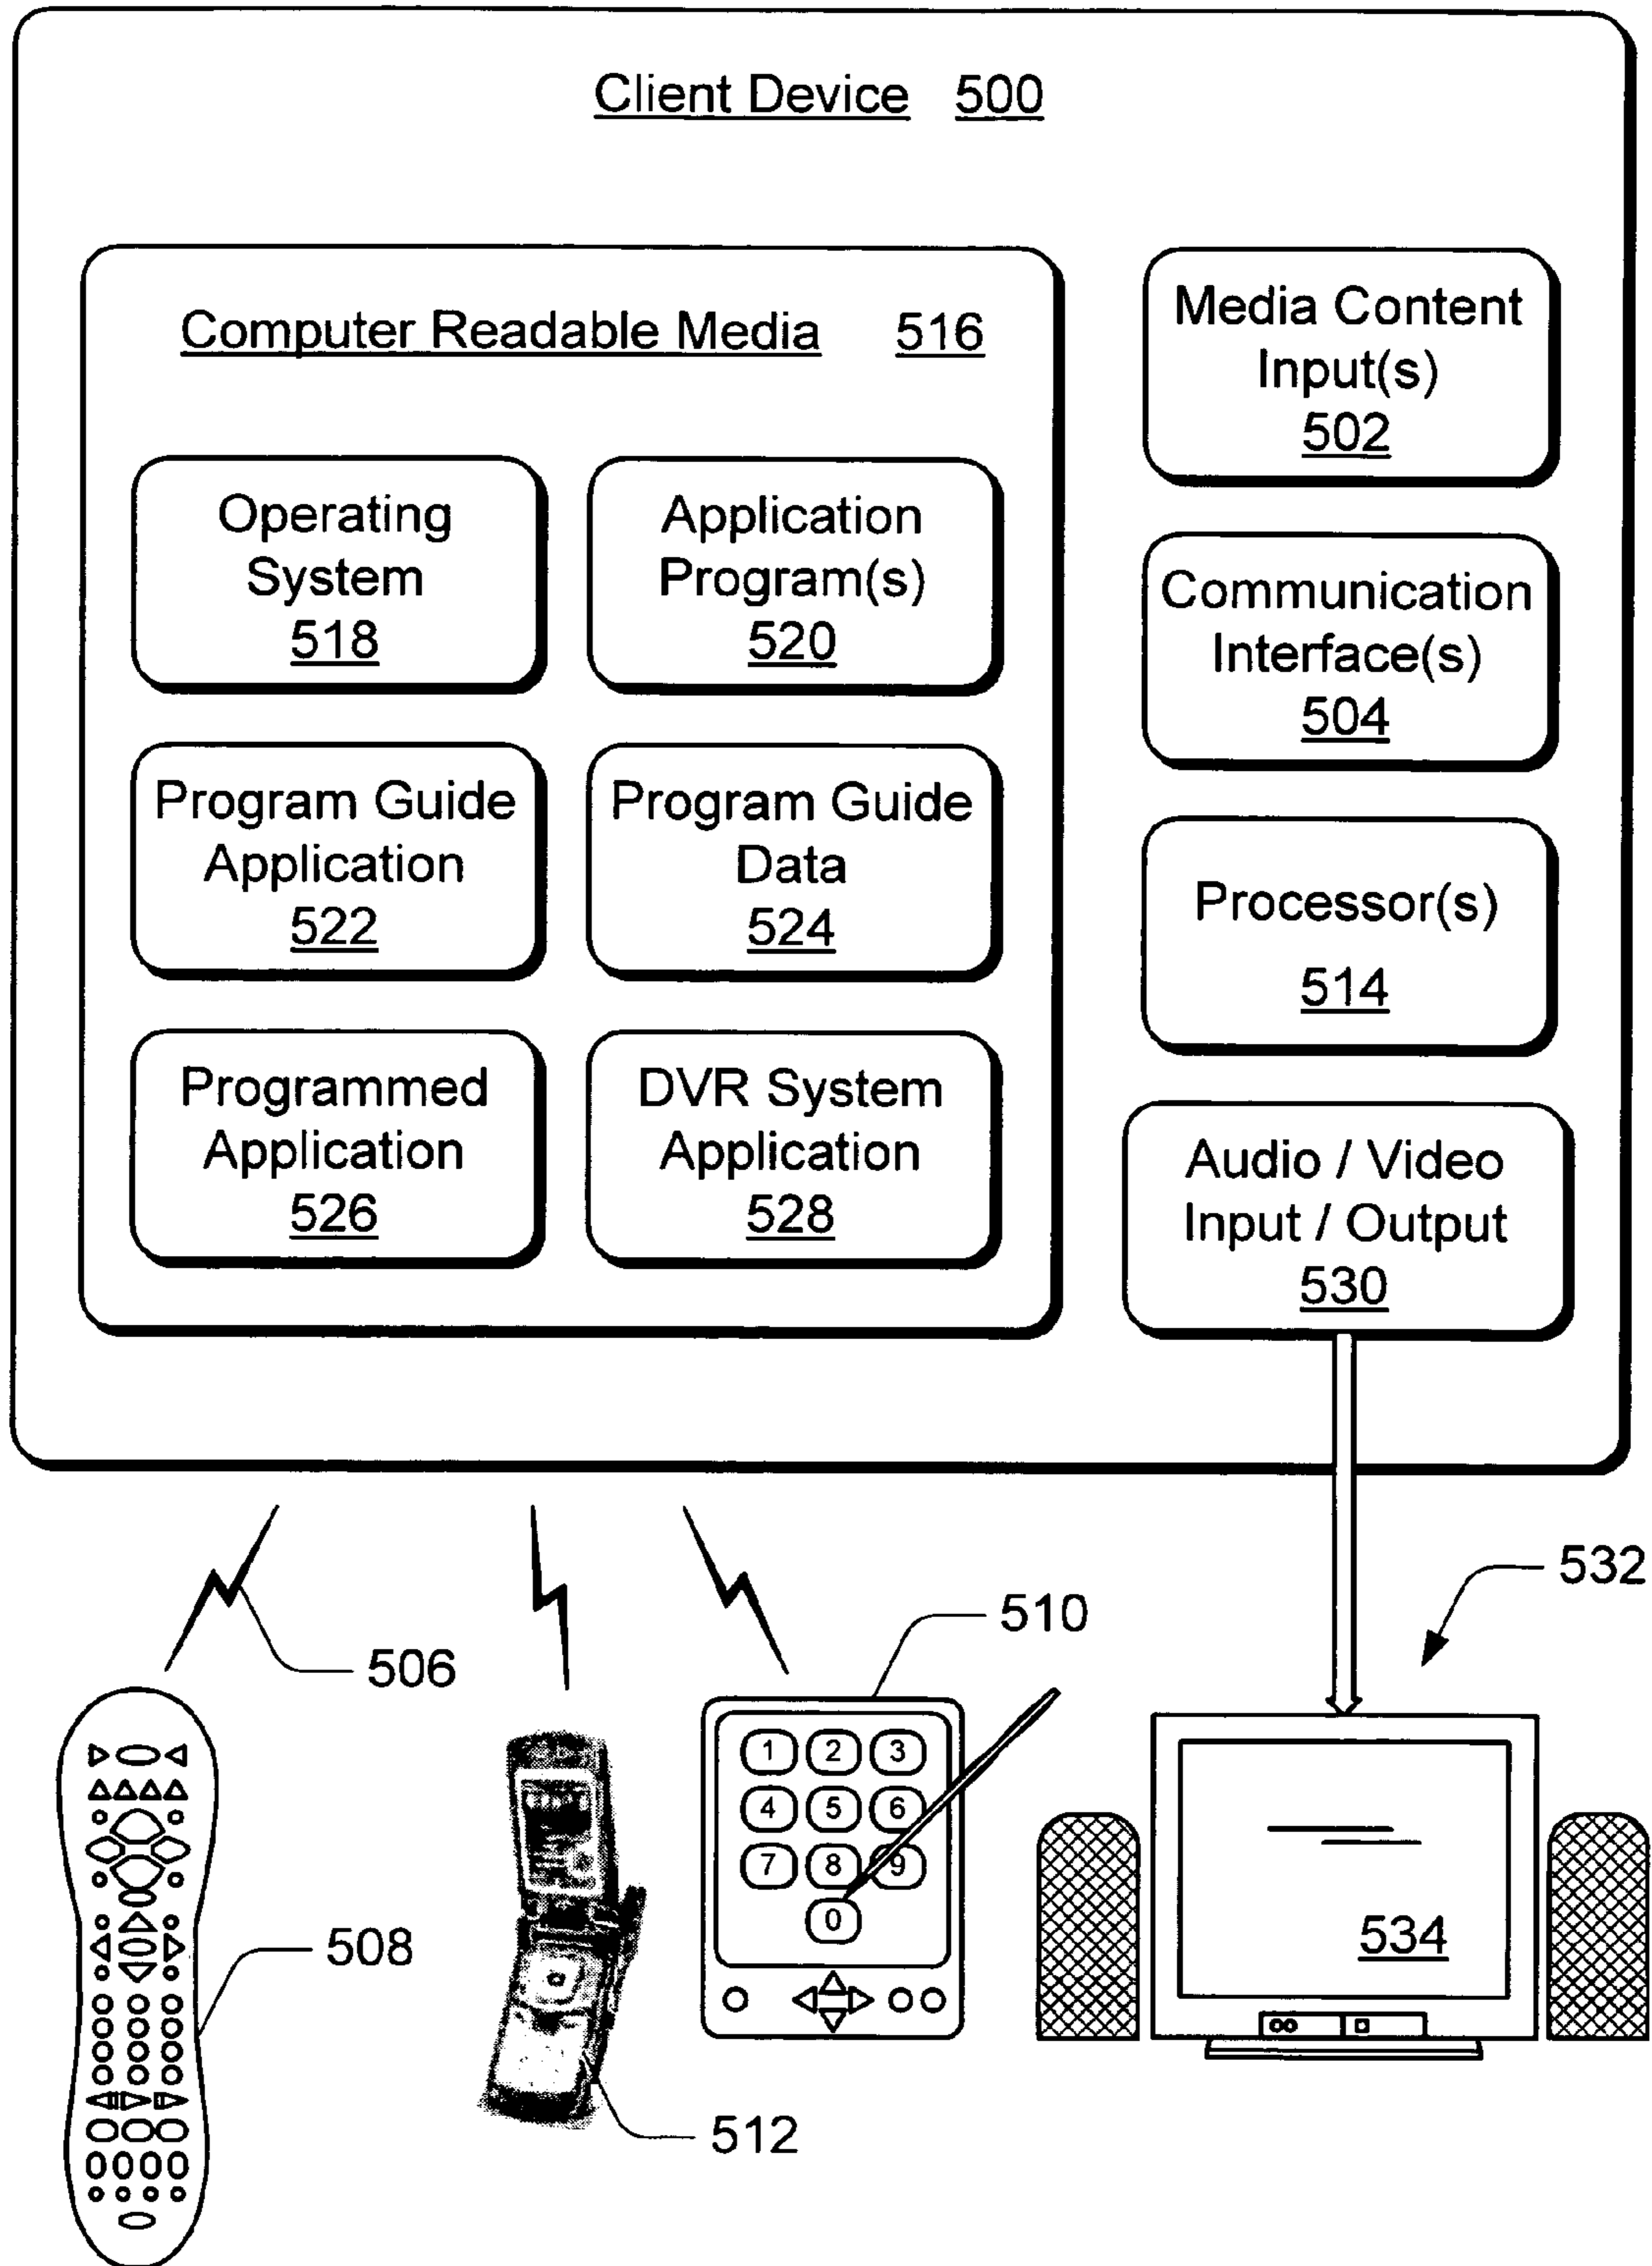 Client Device 500
Computer Readable Media 516
Operating
System
518
Application
Program(s)
520
Program Guide
Application
522
Program Guide
Data
524
Programmed
Application
526
DVR System
Application
528
Media Content
Input(s)
502
Communication
Interface(s)
504
Processor(s)
514
Audio / Video
Input / Output
530
506
508
512
510
1 2 3
4 5 6
7 8 9
0
532
534